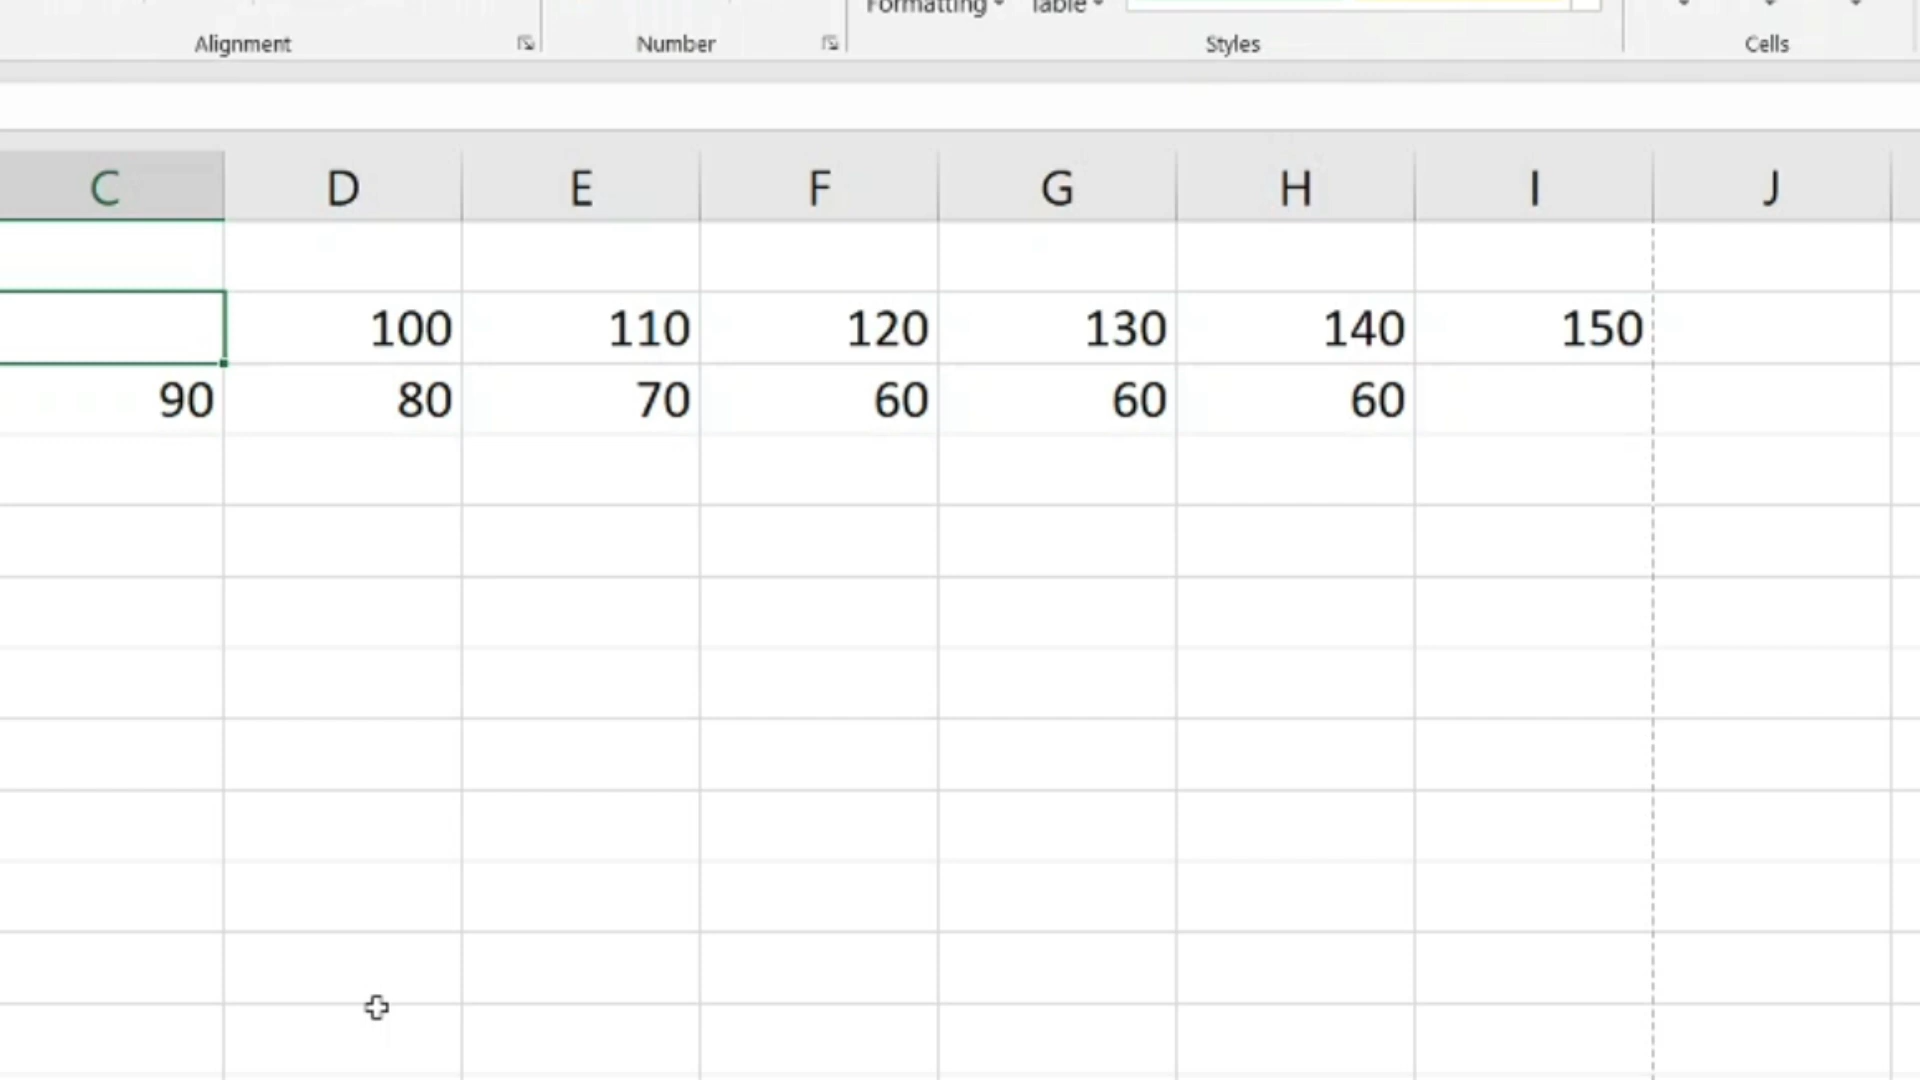 Formatting Table
Alignment Number Styles Cells
C D E F G H I J
100 110 120 130 140 150
90 80 70 60 60 60